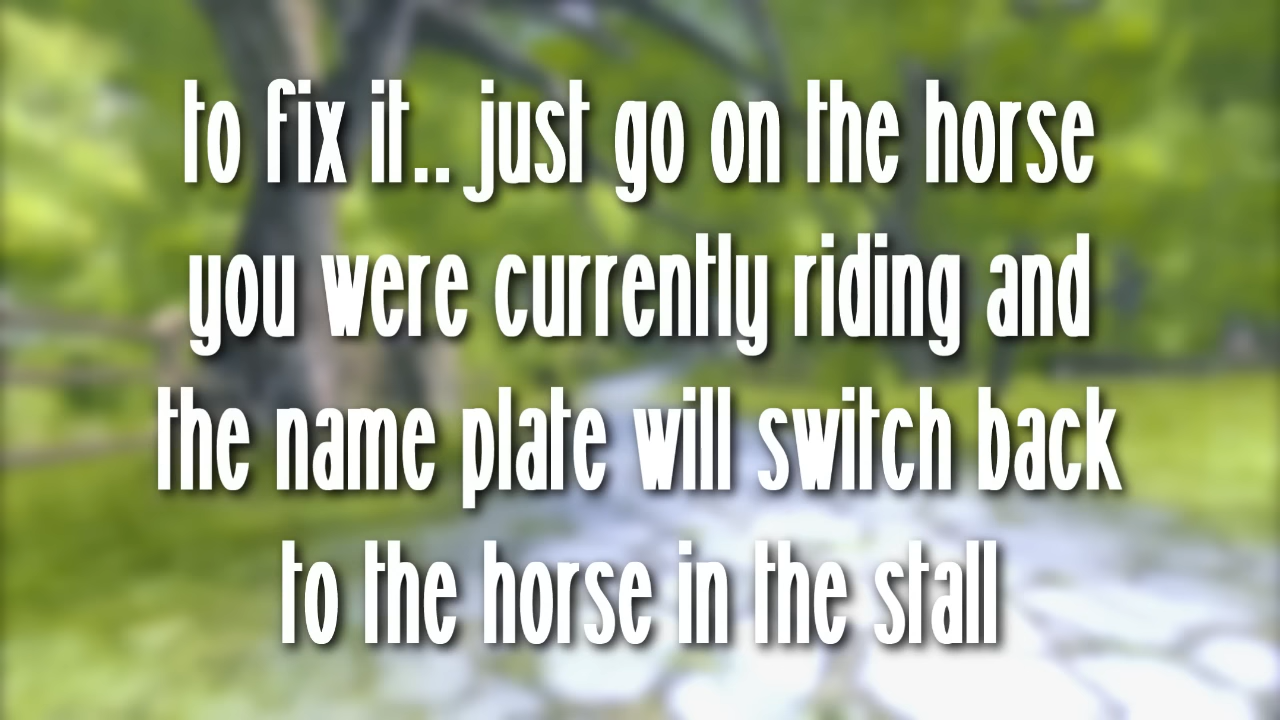 to fix it.. just go on the horse
you were currently riding and
the name plate will switch back
to the horse in the stall